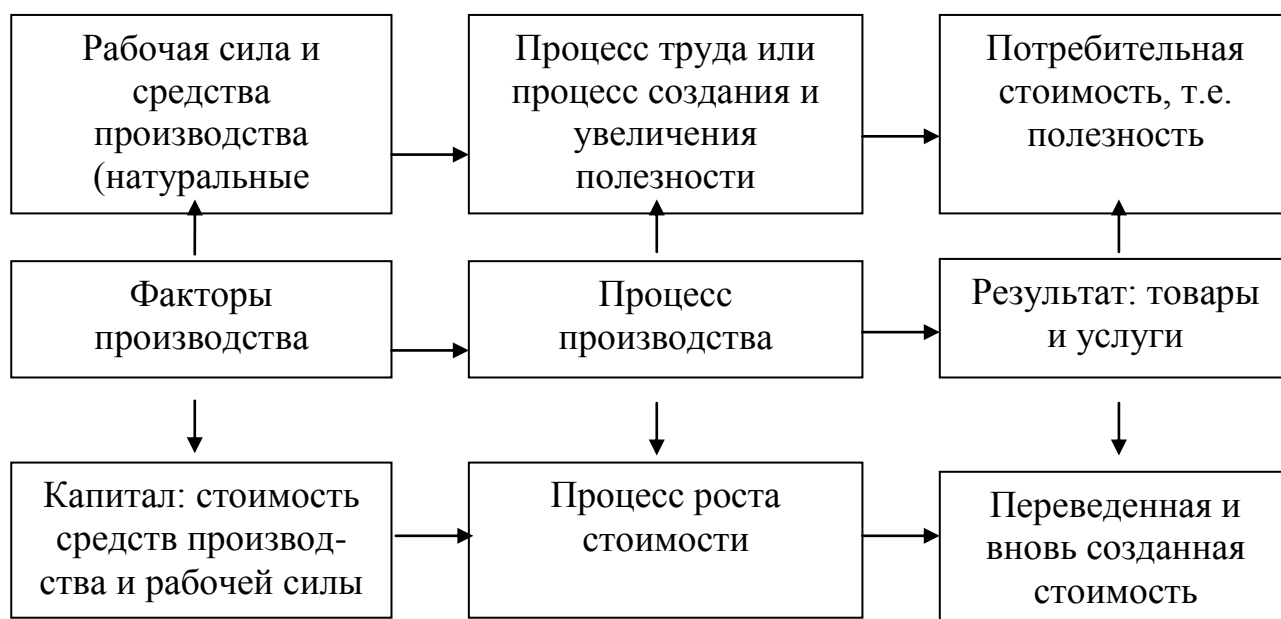 Рабочая сила и
средства
производства
(натуральные
Процесс труда или
процесс создания и
увеличения
полезности
Потребительная
стоимость, т.е.
полезность
Факторы
производства
Процесс
производства
Результат: товары
и услуги
Капитал: стоимость
средств производ-
ства и рабочей силы
Процесс роста
стоимости
Переведенная и
вновь созданная
стоимость